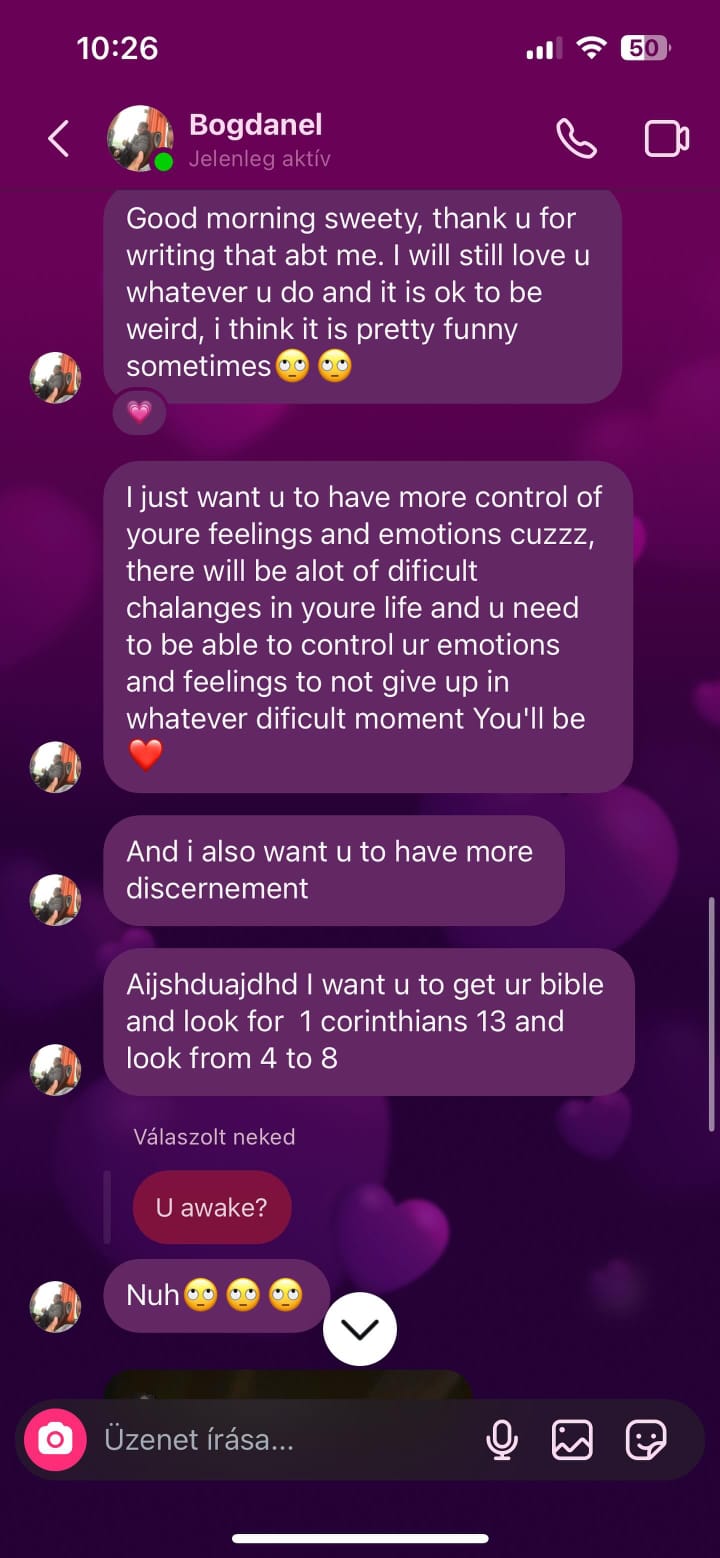 10:26
50
Bogdanel
Jelenleg aktív
Good morning sweety, thank u for
writing that abt me. I will still love u
whatever u do and it is ok to be
weird, i think it is pretty funny
sometimes🙄 🙄
I just want u to have more control of
youre feelings and emotions cuzzz,
there will be alot of dificult
chalanges in youre life and u need
to be able to control ur emotions
and feelings to not give up in
whatever dificult moment You'll be
❤️
And i also want u to have more
discernement
Aijshduajdhd I want u to get ur bible
and look for  1 corinthians 13 and
look from 4 to 8
Válaszolt neked
U awake?
Nuh🙄 🙄 🙄
Üzenet írása...